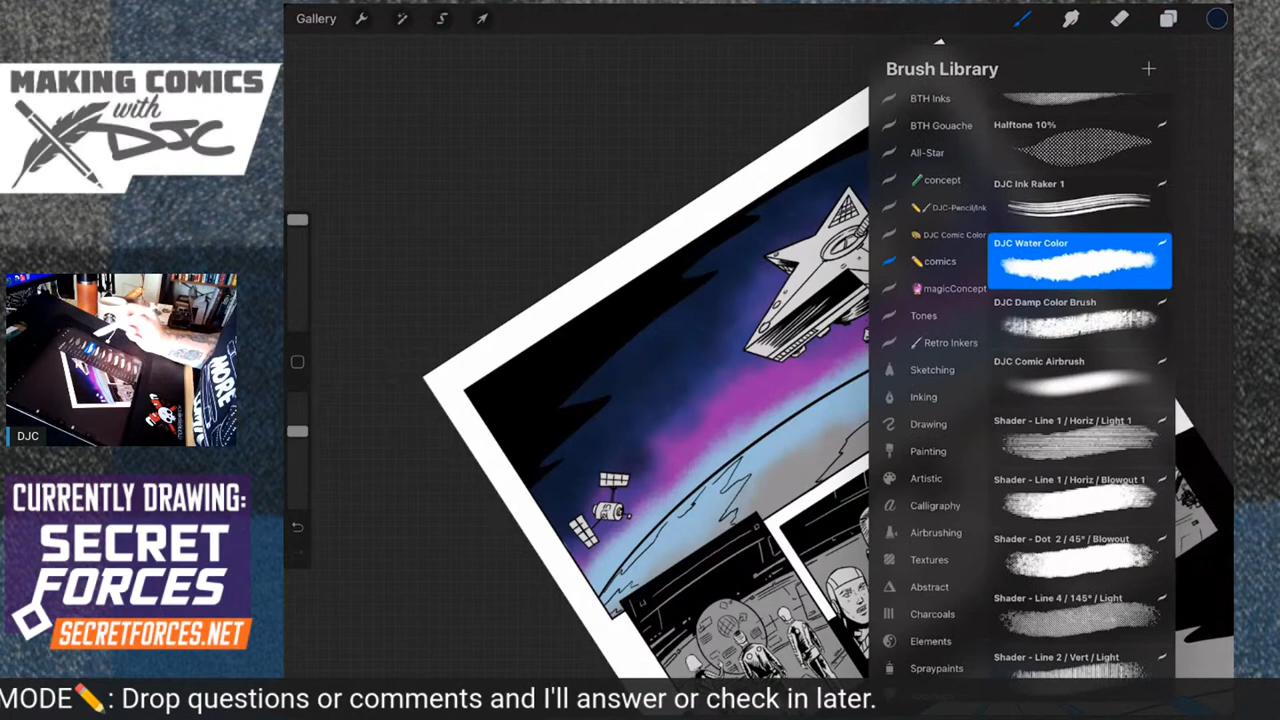 MAKING COMICS
with
DJC
DJC
MORE
CURRENTLY DRAWING:
SECRET
FORCES
SECRETFORCES.NET
Gallery
Brush Library
BTH Inks
BTH Gouache
All-Star
concept
DJC-Pencil/Ink
DJC Comic Color
comics
magicConcept
Tones
Retro Inkers
Sketching
Inking
Drawing
Painting
Artistic
Calligraphy
Airbrushing
Textures
Abstract
Charcoals
Elements
Spraypaints
Halftone 10%
DJC Ink Raker 1
DJC Water Color
DJC Damp Color Brush
DJC Comic Airbrush
Shader - Line 1 / Horiz / Light 1
Shader - Line 1 / Horiz / Blowout 1
Shader - Dot 2 / 45° / Blowout
Shader - Line 4 / 145° / Light
Shader - Line 2 / Vert / Light
MODE✏️: Drop questions or comments and I'll answer or check in later.